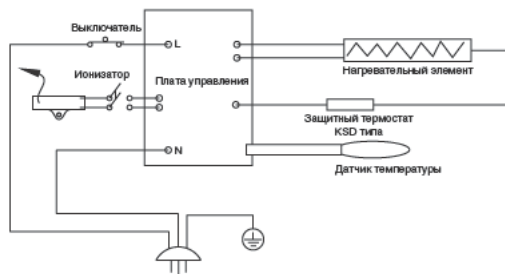 Выключатель
L
Ионизатор
Плата управления
Нагревательный элемент
Защитный термостат
KSD типа
N
Датчик температуры